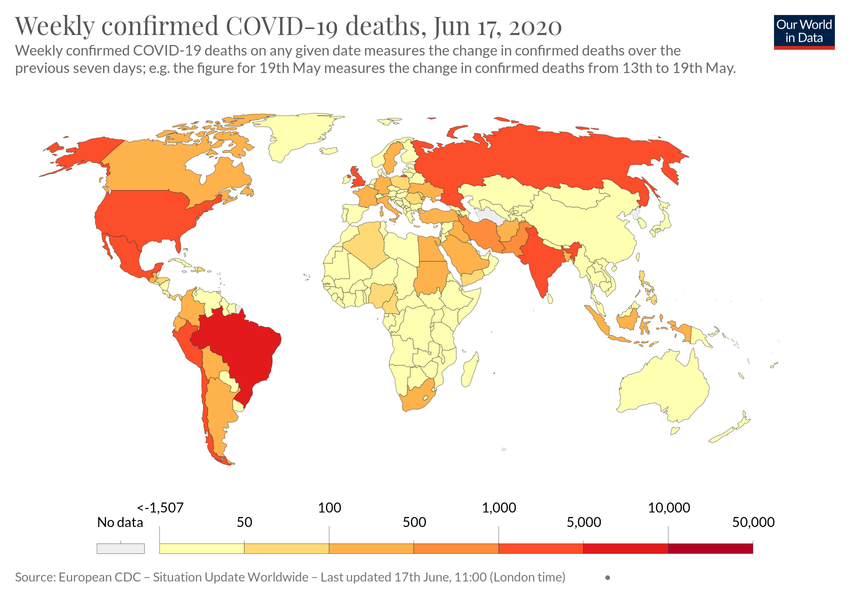 Weekly confirmed COVID-19 deaths, Jun 17, 2020
Our World
in Data
Weekly confirmed COVID-19 deaths on any given date measures the change in confirmed deaths over the
previous seven days; e.g. the figure for 19th May measures the change in confirmed deaths from 13th to 19th May.
<-1,507 100 1,000 10,000
No data 50 500 5,000 50,000
Source: European CDC – Situation Update Worldwide – Last updated 17th June, 11:00 (London time) •